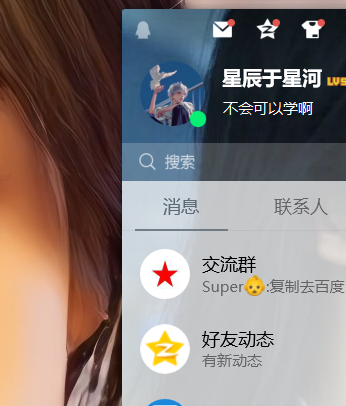 星辰于星河 LV5
不会可以学啊
搜索
消息 联系人
交流群
Super👶:复制去百度
好友动态
有新动态